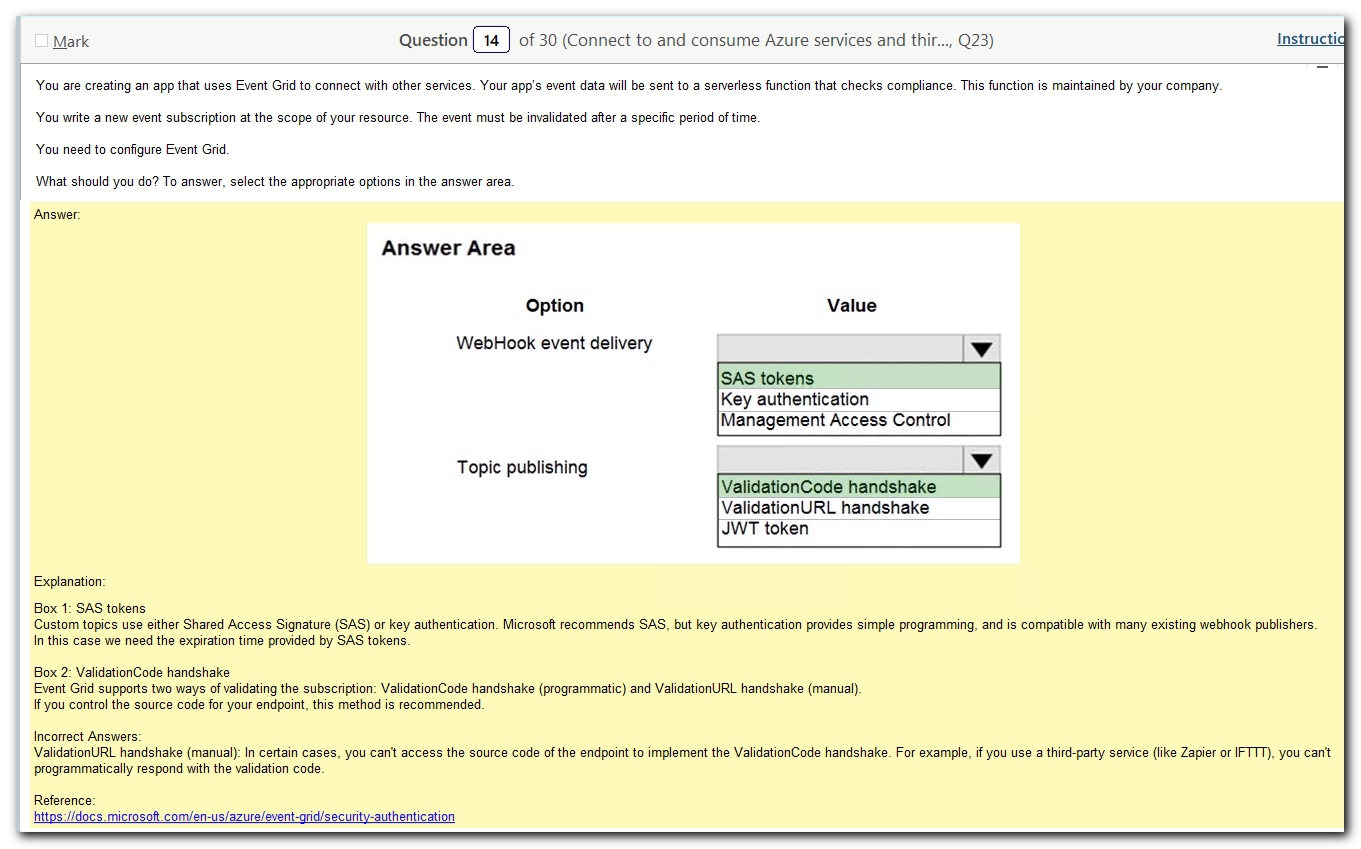 Mark
Question 14 of 30 (Connect to and consume Azure services and thir..., Q23)
Instructic
You are creating an app that uses Event Grid to connect with other services. Your app's event data will be sent to a serverless function that checks compliance. This function is maintained by your company.
You write a new event subscription at the scope of your resource. The event must be invalidated after a specific period of time.
You need to configure Event Grid.
What should you do? To answer, select the appropriate options in the answer area.
Answer:
Answer Area
Option Value
WebHook event delivery
SAS tokens
Key authentication
Management Access Control
Topic publishing
ValidationCode handshake
ValidationURL handshake
JWT token
Explanation:
Box 1: SAS tokens
Custom topics use either Shared Access Signature (SAS) or key authentication. Microsoft recommends SAS, but key authentication provides simple programming, and is compatible with many existing webhook publishers.
In this case we need the expiration time provided by SAS tokens.
Box 2: ValidationCode handshake
Event Grid supports two ways of validating the subscription: ValidationCode handshake (programmatic) and ValidationURL handshake (manual).
If you control the source code for your endpoint, this method is recommended.
Incorrect Answers:
ValidationURL handshake (manual): In certain cases, you can't access the source code of the endpoint to implement the ValidationCode handshake. For example, if you use a third-party service (like Zapier or IFTTT), you can't
programmatically respond with the validation code.
Reference:
https://docs.microsoft.com/en-us/azure/event-grid/security-authentication